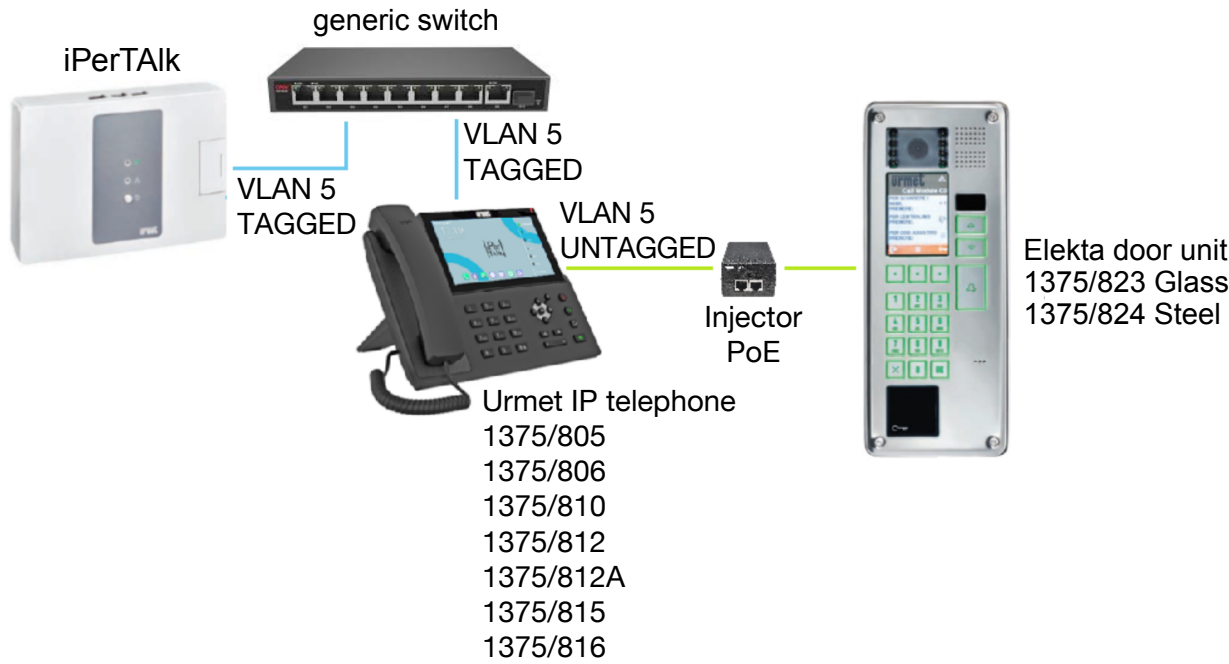 generic switch
iPerTAlk
VLAN 5
TAGGED
VLAN 5
TAGGED
VLAN 5
UNTAGGED
Injector
PoE
urmet
Elekta door unit
1375/823 Glass
1375/824 Steel
Urmet IP telephone
1375/805
1375/806
1375/810
1375/812
1375/812A
1375/815
1375/816